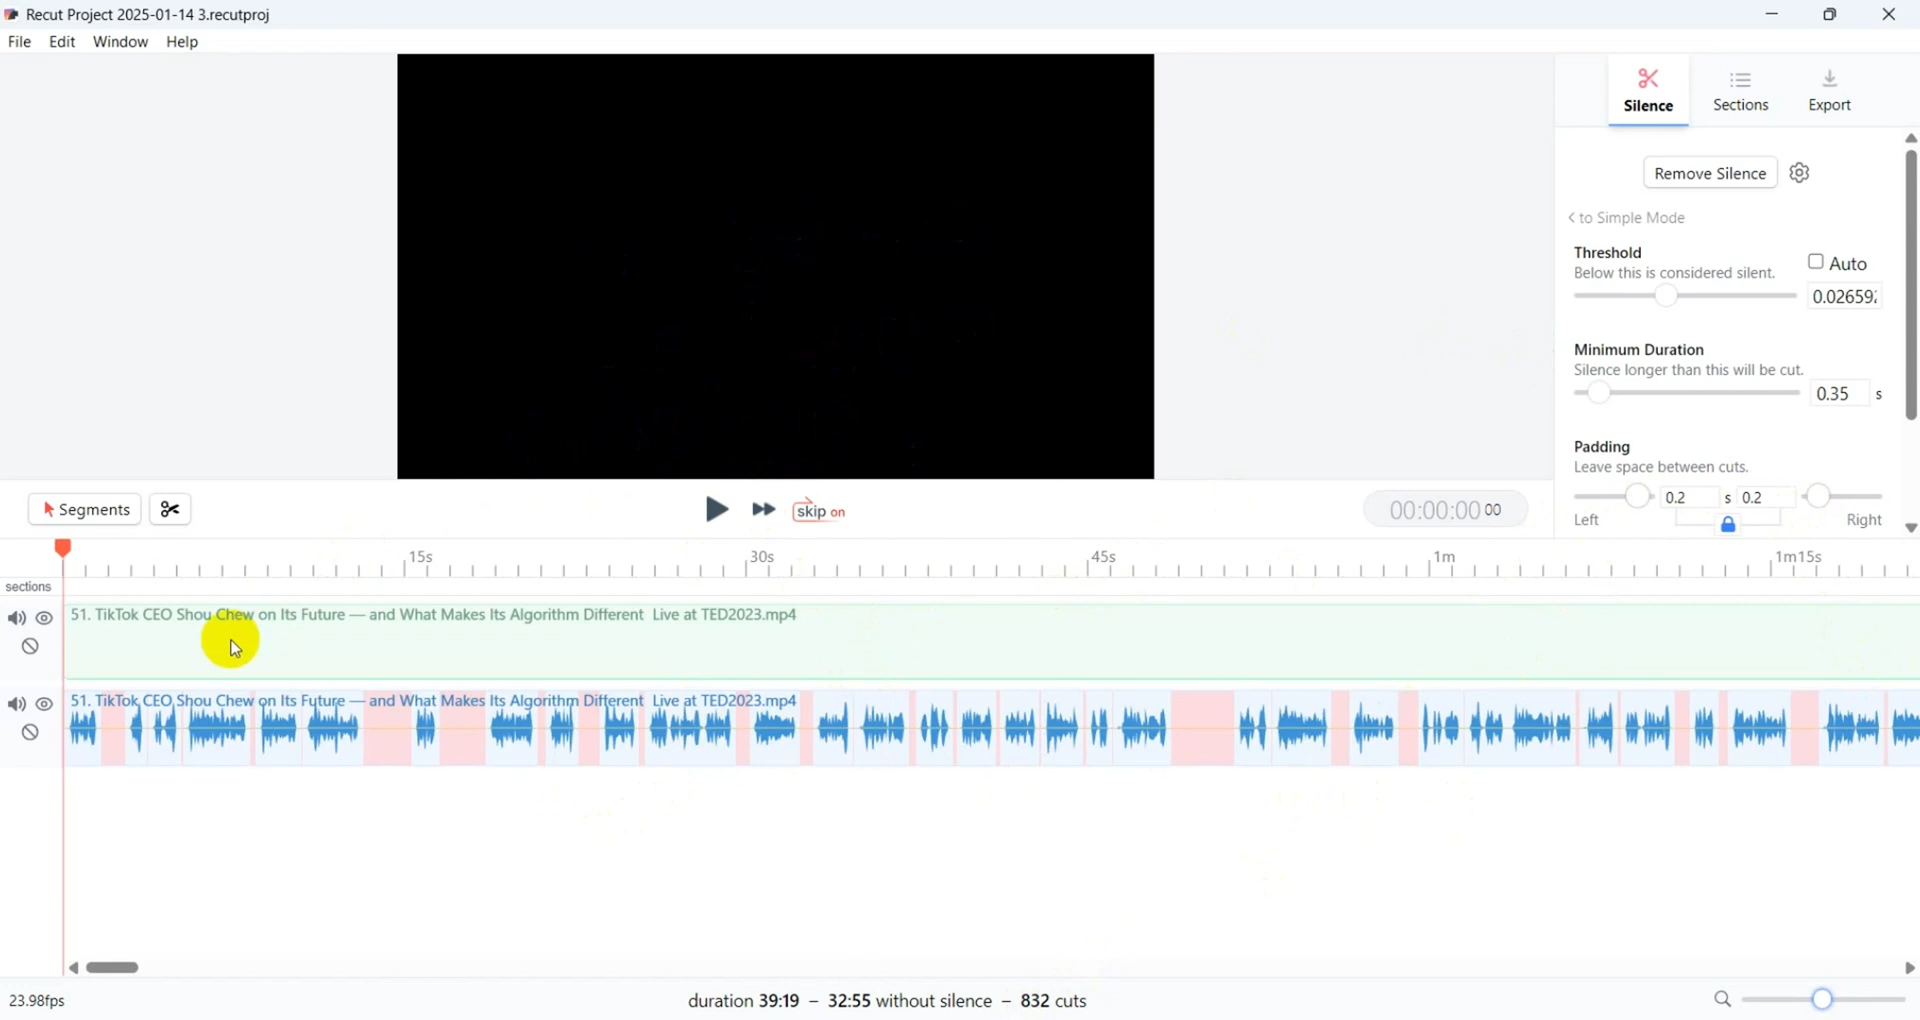 Recut Project 2025-01-14 3.recutproj
File Edit Window Help
Silence Sections Export
Remove Silence
< to Simple Mode
Threshold
Below this is considered silent.
Auto
0.02659
Minimum Duration
Silence longer than this will be cut.
0.35 s
Padding
Leave space between cuts.
0.2 s 0.2
Left Right
Segments
skip on
00:00:00 00
15s 30s 45s 1m 1m15s
sections
51. TikTok CEO Shou Chew on Its Future — and What Makes Its Algorithm Different Live at TED2023.mp4
51. TikTok CEO Shou Chew on Its Future — and What Makes Its Algorithm Different Live at TED2023.mp4
23.98fps
duration 39:19 – 32:55 without silence – 832 cuts